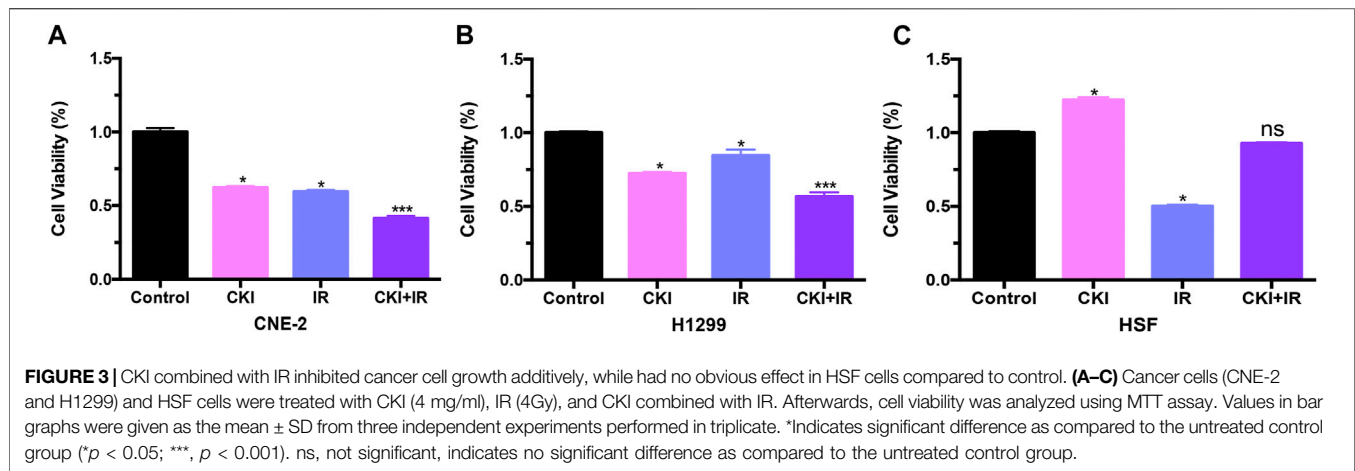 A
Cell Viability (%)
1.5
1.0
0.5
0.0
*
*
***
Control CKI IR CKI+IR
CNE-2
B
Cell Viability (%)
1.5
1.0
0.5
0.0
*
*
***
Control CKI IR CKI+IR
H1299
C
Cell Viability (%)
1.5
1.0
0.5
0.0
*
*
ns
Control CKI IR CKI+IR
HSF
FIGURE 3 | CKI combined with IR inhibited cancer cell growth additively, while had no obvious effect in HSF cells compared to control. (A–C) Cancer cells (CNE-2
and H1299) and HSF cells were treated with CKI (4 mg/ml), IR (4Gy), and CKI combined with IR. Afterwards, cell viability was analyzed using MTT assay. Values in bar
graphs were given as the mean ± SD from three independent experiments performed in triplicate. *Indicates significant difference as compared to the untreated control
group (*p < 0.05; ***, p < 0.001). ns, not significant, indicates no significant difference as compared to the untreated control group.